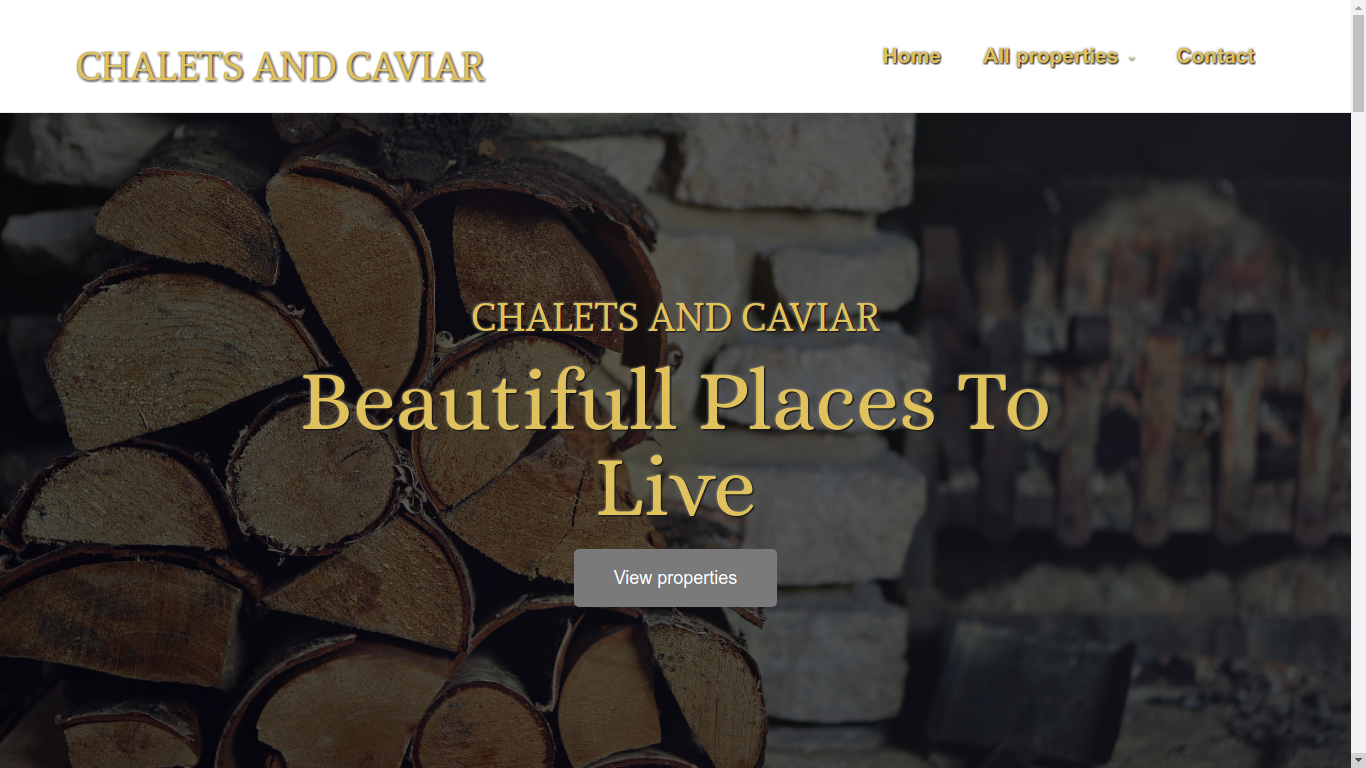 CHALETS AND CAVIAR
Home All properties Contact
CHALETS AND CAVIAR
Beautifull Places To
Live
View properties